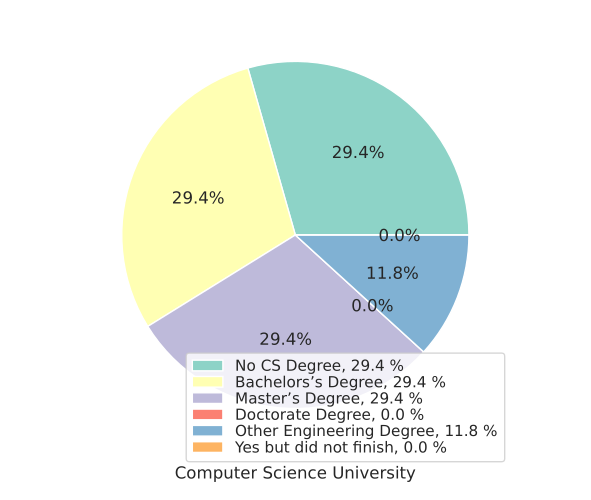 29.4 %
29.4%
0.0%
11.8%
0.0%
29.4%
No CS Degree, 29.4 %
Bachelors’s Degree, 29.4 %
Master’s Degree, 29.4 %
Doctorate Degree, 0.0 %
Other Engineering Degree, 11.8 %
Yes but did not finish, 0.0 %
Computer Science University